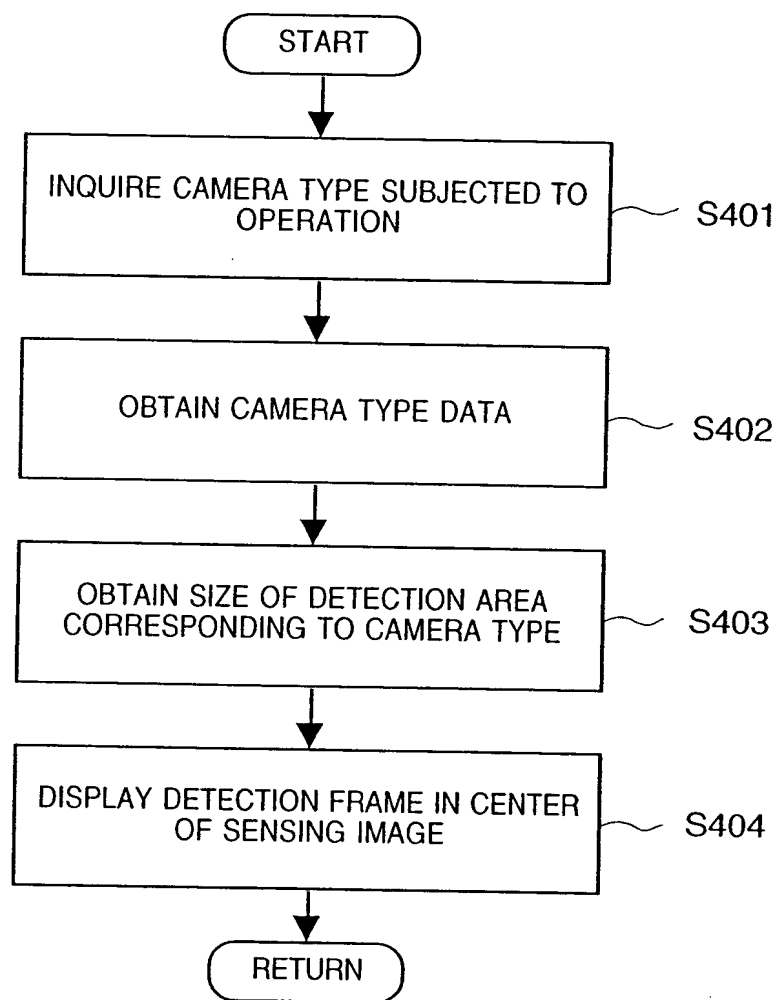 START
INQUIRE CAMERA TYPE SUBJECTED TO
OPERATION
S401
OBTAIN CAMERA TYPE DATA
S402
OBTAIN SIZE OF DETECTION AREA
CORRESPONDING TO CAMERA TYPE
S403
DISPLAY DETECTION FRAME IN CENTER
OF SENSING IMAGE
S404
RETURN